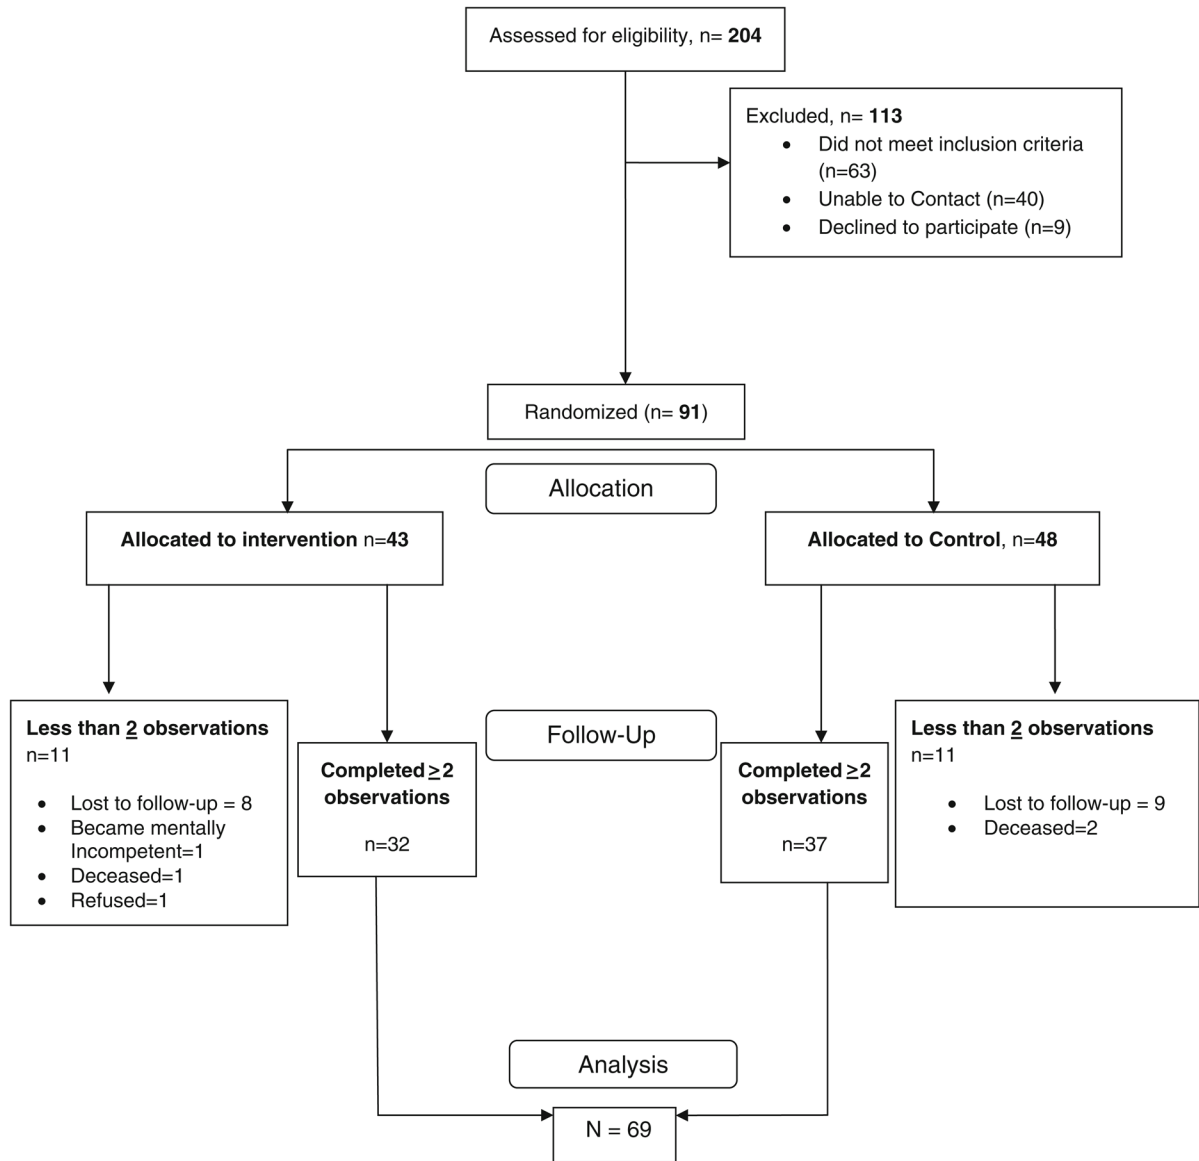 Assessed for eligibility, n= 204
Excluded, n= 113
• Did not meet inclusion criteria
(n=63)
• Unable to Contact (n=40)
• Declined to participate (n=9)
Randomized (n= 91)
Allocation
Allocated to intervention n=43
Allocated to Control, n=48
Less than 2 observations
n=11
• Lost to follow-up = 8
• Became mentally
Incompetent=1
• Deceased=1
• Refused=1
Completed ≥2
observations
n=32
Follow-Up
Completed ≥2
observations
n=37
Less than 2 observations
n=11
• Lost to follow-up = 9
• Deceased=2
Analysis
N = 69